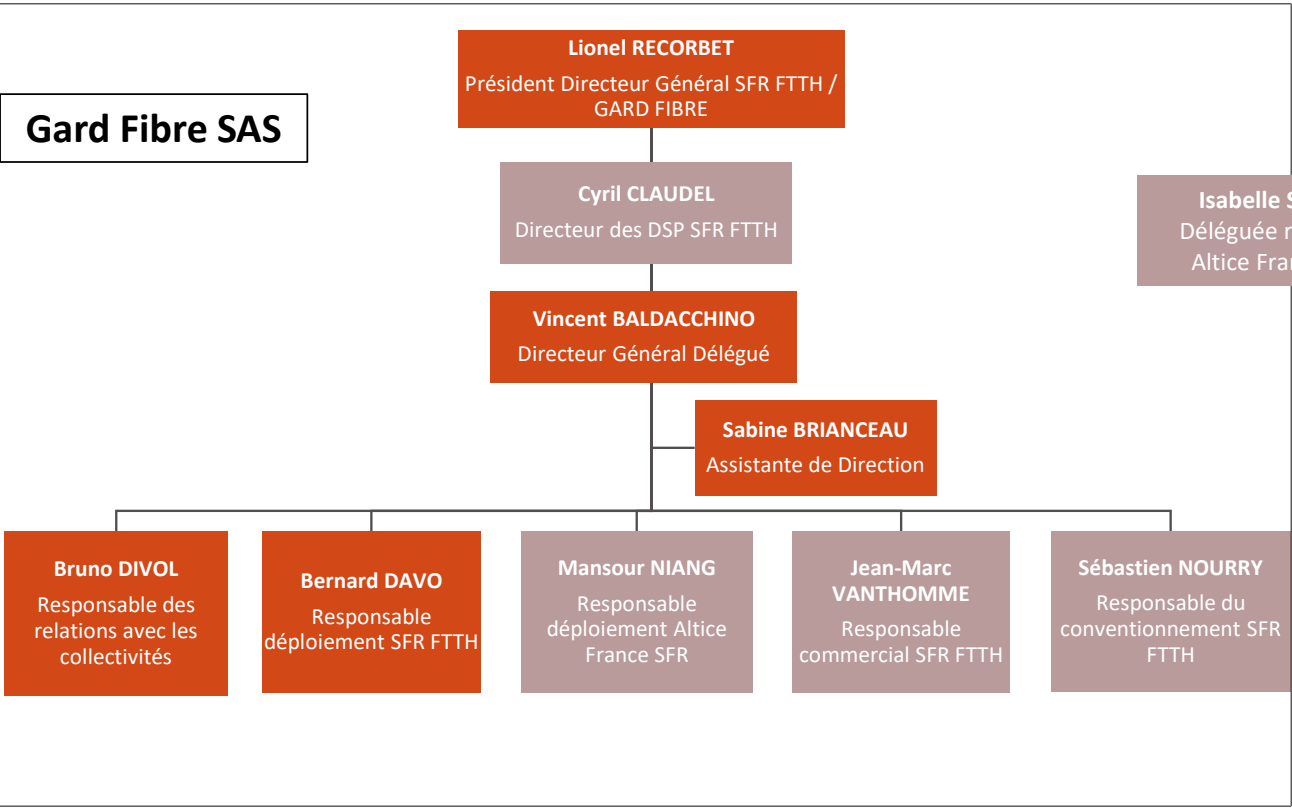 Lionel RECORBET
Président Directeur Général SFR FTTH /
GARD FIBRE
Gard Fibre SAS
Cyril CLAUDEL
Directeur des DSP SFR FTTH
Isabelle
Déléguée
Altice
Vincent BALDACCHINO
Directeur Général Délégué
Sabine BRIANCEAU
Assistante de Direction
Bruno DIVOL
Responsable des
relations avec les
collectivités
Bernard DAVO
Responsable
déploiement SFR FTTH
Mansour NIANG
Responsable
déploiement Altice
France SFR
Jean-Marc
VANTHOMME
Responsable
commercial SFR FTTH
Sébastien NOURRY
Responsable du
conventionnement SFR
FTTH